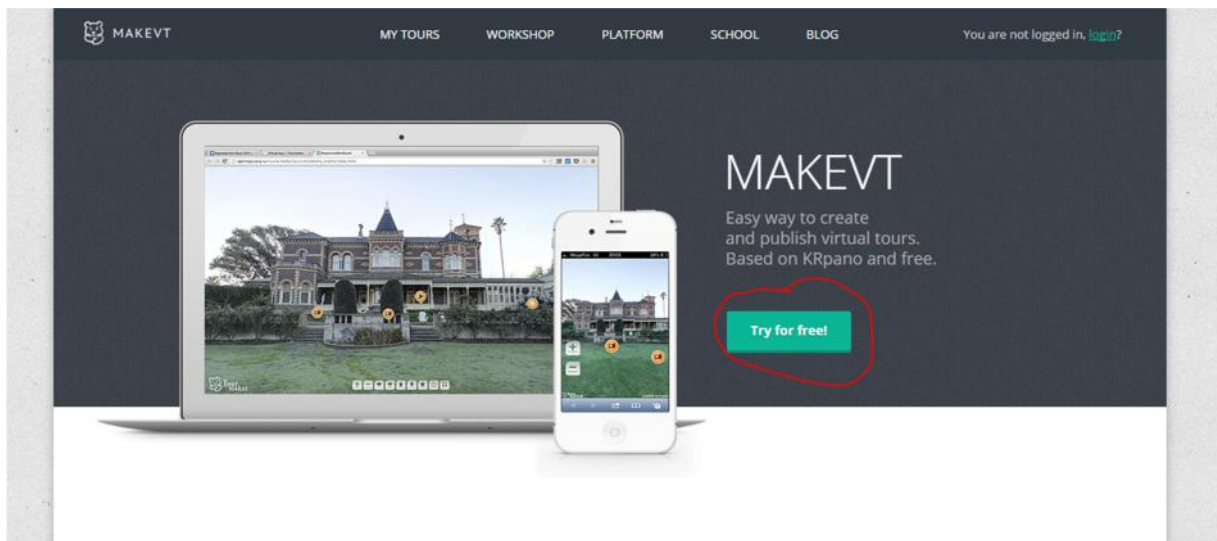 MAKEVT
MY TOURS WORKSHOP PLATFORM SCHOOL BLOG
You are not logged in, login?
MAKEVT
Easy way to create
and publish virtual tours.
Based on KRpano and free.
Try for free!